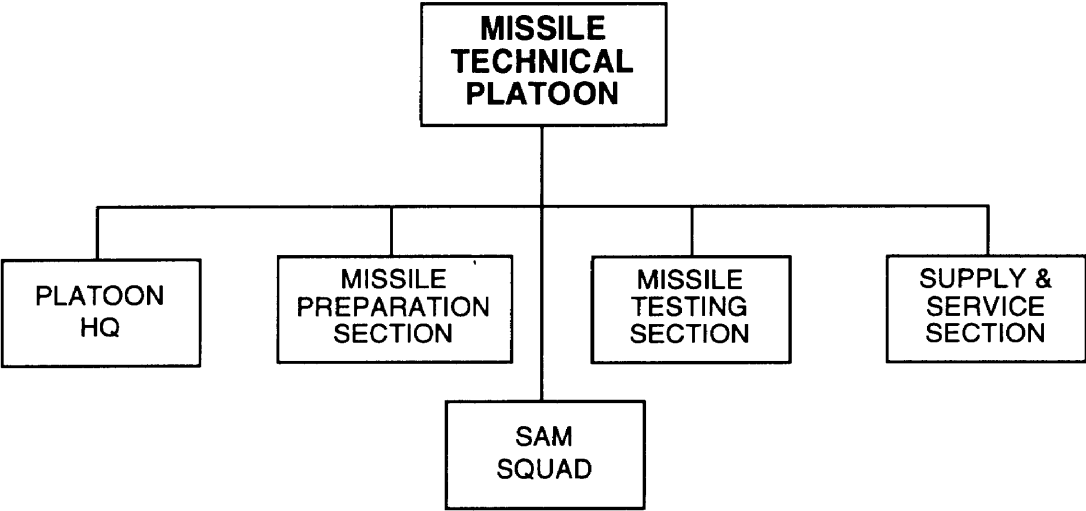 MISSILE
TECHNICAL
PLATOON
PLATOON
HQ
MISSILE
PREPARATION
SECTION
MISSILE
TESTING
SECTION
SUPPLY &
SERVICE
SECTION
SAM
SQUAD